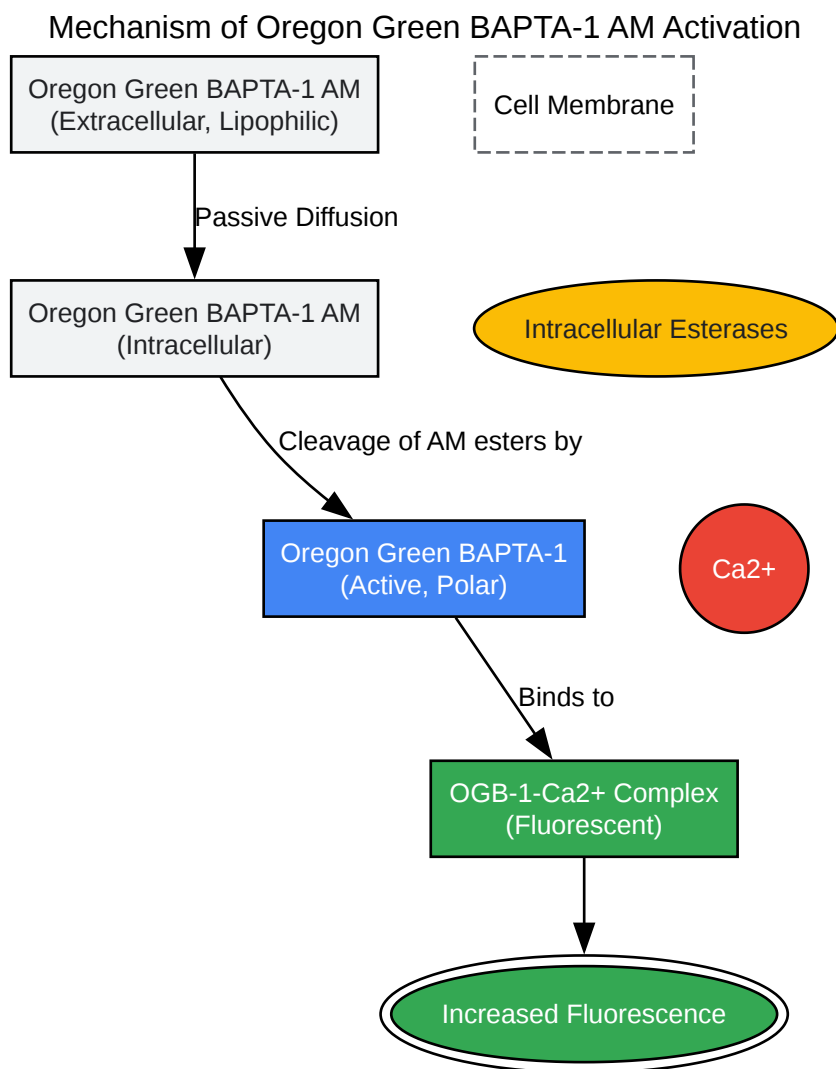 Mechanism of Oregon Green BAPTA-1 AM Activation
Oregon Green BAPTA-1 AM
(Extracellular, Lipophilic)
Cell Membrane
Passive Diffusion
Oregon Green BAPTA-1 AM
(Intracellular)
Intracellular Esterases
Cleavage of AM esters by
Oregon Green BAPTA-1
(Active, Polar)
Ca2+
Binds to
OGB-1-Ca2+ Complex
(Fluorescent)
Increased Fluorescence